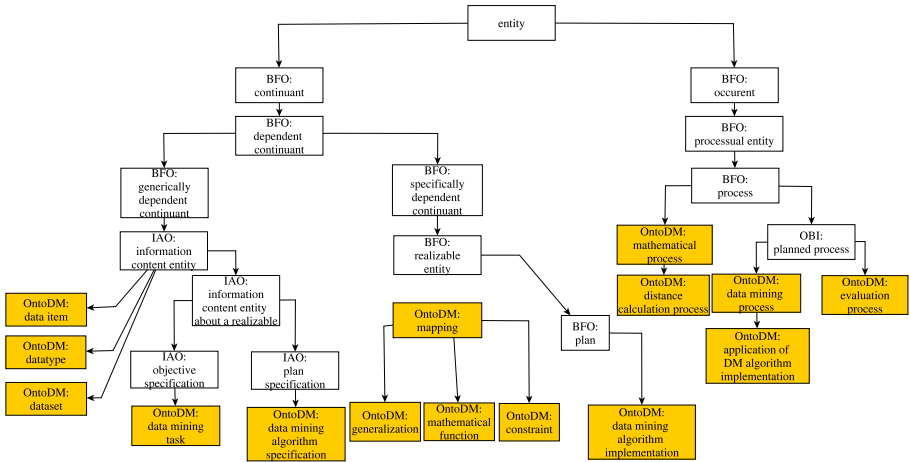 entity
BFO:
continuant
BFO:
occurent
BFO:
dependent
continuant
BFO:
processual entity
BFO:
generically
dependent
continuant
BFO:
specifically
dependent
continuant
BFO:
process
IAO:
information
content entity
BFO:
realizable
entity
OntoDM:
mathematical
process
OBI:
planned process
IAO:
information
content entity
about a realizable
OntoDM:
distance
calculation process
OntoDM:
data mining
process
OntoDM:
evaluation
process
OntoDM:
data item
OntoDM:
mapping
BFO:
plan
OntoDM:
datatype
IAO:
objective
specification
IAO:
plan
specification
OntoDM:
application of
DM algorithm
implementation
OntoDM:
dataset
OntoDM:
data mining
task
OntoDM:
data mining
algorithm
specification
OntoDM:
generalization
OntoDM:
mathematical
function
OntoDM:
constraint
OntoDM:
data mining
algorithm
implementation